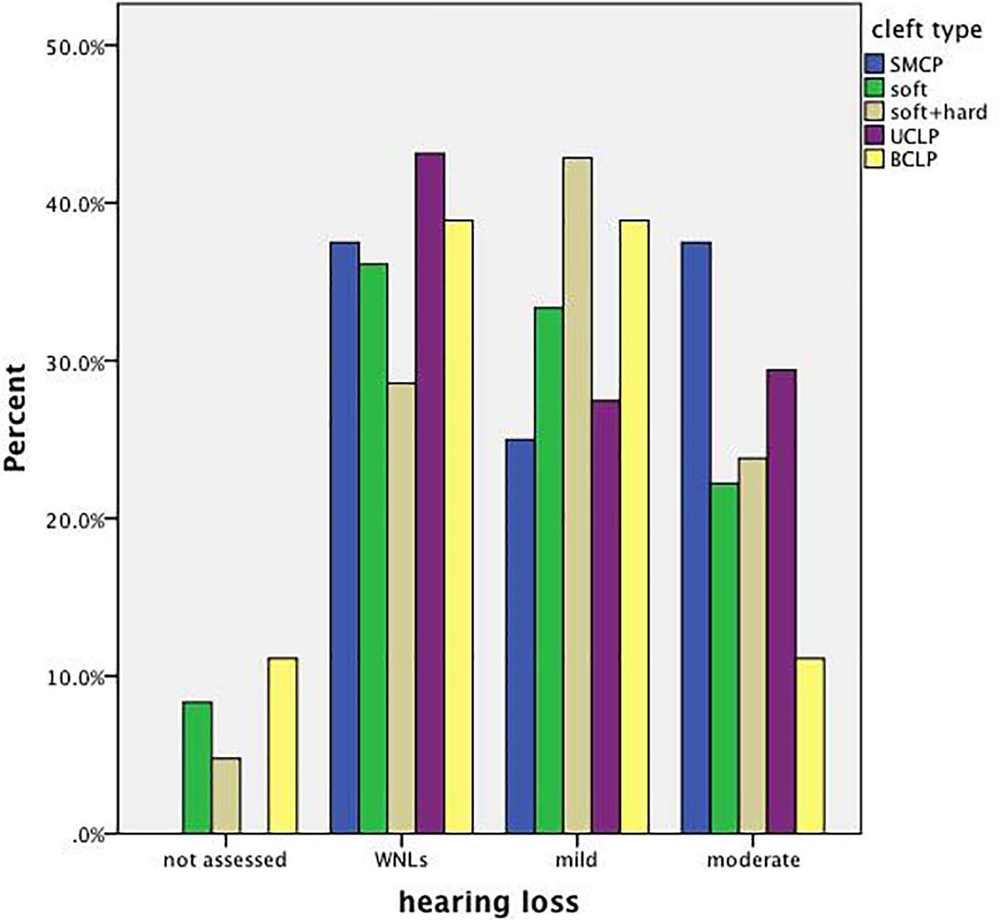 cleft type
SMCP
soft
soft+hard
UCLP
BCLP
Percent
50.0%
40.0%
30.0%
20.0%
10.0%
.0%
not assessed WNLs mild moderate
hearing loss